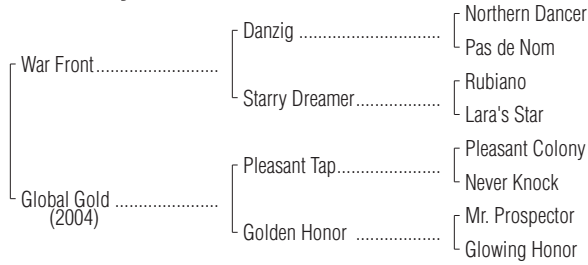 Northern Dancer
Danzig ..............................
Pas de Nom
War Front........................
Rubiano
Starry Dreamer..................
Lara's Star
Pleasant Colony
Pleasant Tap......................
Never Knock
Global Gold ......................
(2004)
Mr. Prospector
Golden Honor ..................
Glowing Honor